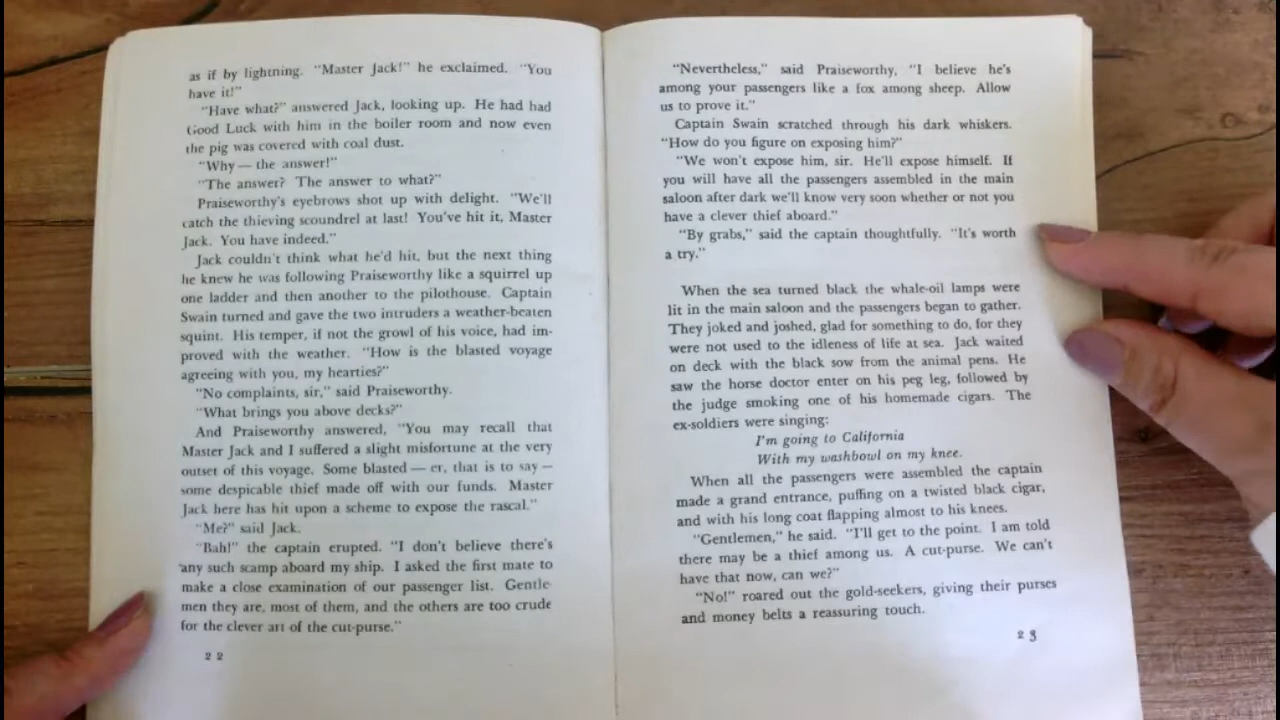 as if by lightning. "Master Jack!" he exclaimed. "You
have it!"
"Have what?" answered Jack, looking up. He had had
Good Luck with him in the boiler room and now even
the pig was covered with coal dust.
"Why — the answer!"
"The answer? The answer to what?"
Praiseworthy's eyebrows shot up with delight. "We'll
catch the thieving scoundrel at last! You've hit it, Master
Jack. You have indeed."
Jack couldn't think what he'd hit, but the next thing
he knew he was following Praiseworthy like a squirrel up
one ladder and then another to the pilothouse. Captain
Swain turned and gave the two intruders a weather-beaten
squint. His temper, if not the growl of his voice, had im-
proved with the weather. "How is the blasted voyage
agreeing with you, my hearties?"
"No complaints, sir," said Praiseworthy.
"What brings you above decks?"
And Praiseworthy answered, "You may recall that
Master Jack and I suffered a slight misfortune at the very
outset of this voyage. Some blasted — er, that is to say —
some despicable thief made off with our funds. Master
Jack here has hit upon a scheme to expose the rascal."
"Me?" said Jack.
"Bah!" the captain erupted. "I don't believe there's
any such scamp aboard my ship. I asked the first mate to
make a close examination of our passenger list. Gentle-
men they are, most of them, and the others are too crude
for the clever art of the cut-purse."
22
"Nevertheless," said Praiseworthy, "I believe he's
among your passengers like a fox among sheep. Allow
us to prove it."
Captain Swain scratched through his dark whiskers.
"How do you figure on exposing him?"
"We won't expose him, sir. He'll expose himself. If
you will have all the passengers assembled in the main
saloon after dark we'll know very soon whether or not you
have a clever thief aboard."
"By grabs," said the captain thoughtfully. "It's worth
a try."
When the sea turned black the whale-oil lamps were
lit in the main saloon and the passengers began to gather.
They joked and joshed, glad for something to do, for they
were not used to the idleness of life at sea. Jack waited
on deck with the black sow from the animal pens. He
saw the horse doctor enter on his peg leg, followed by
the judge smoking one of his homemade cigars. The
ex-soldiers were singing:
I'm going to California
With my washbowl on my knee.
When all the passengers were assembled the captain
made a grand entrance, puffing on a twisted black cigar,
and with his long coat flapping almost to his knees.
"Gentlemen," he said. "I'll get to the point. I am told
there may be a thief among us. A cut-purse. We can't
have that now, can we?"
"No!" roared out the gold-seekers, giving their purses
and money belts a reassuring touch.
23